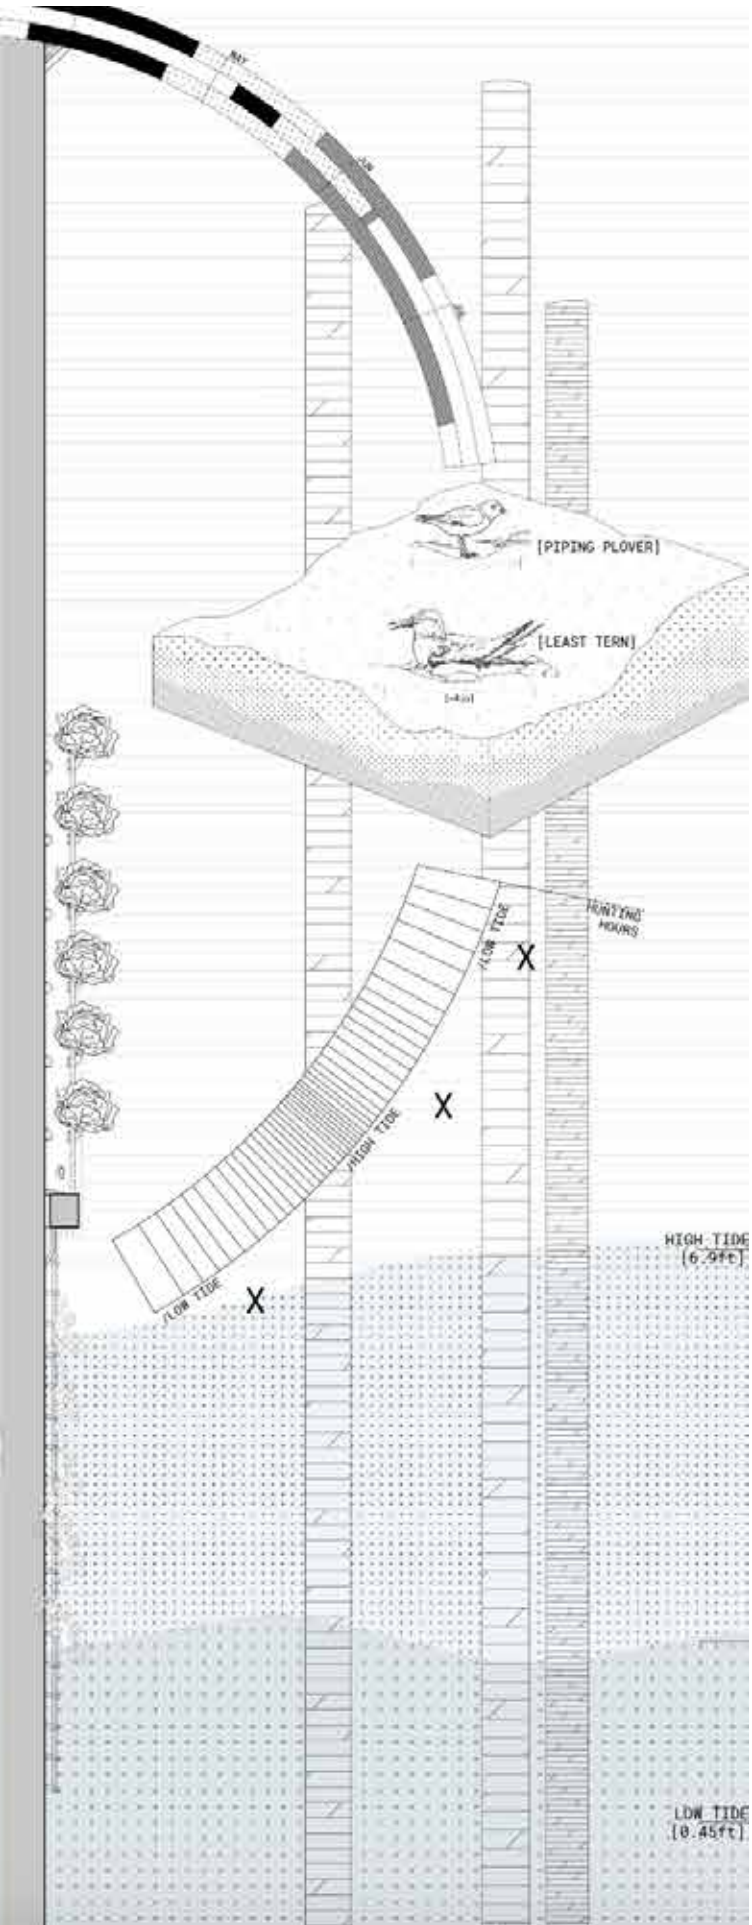 MAY
JUN
[PIPING PLOVER]
[LEAST TERN]
HUNTING
HOURS
/LOW TIDE
X
X
/HIGH TIDE
HIGH TIDE
[6.9ft]
/LOW TIDE
X
LOW TIDE
[0.45ft]